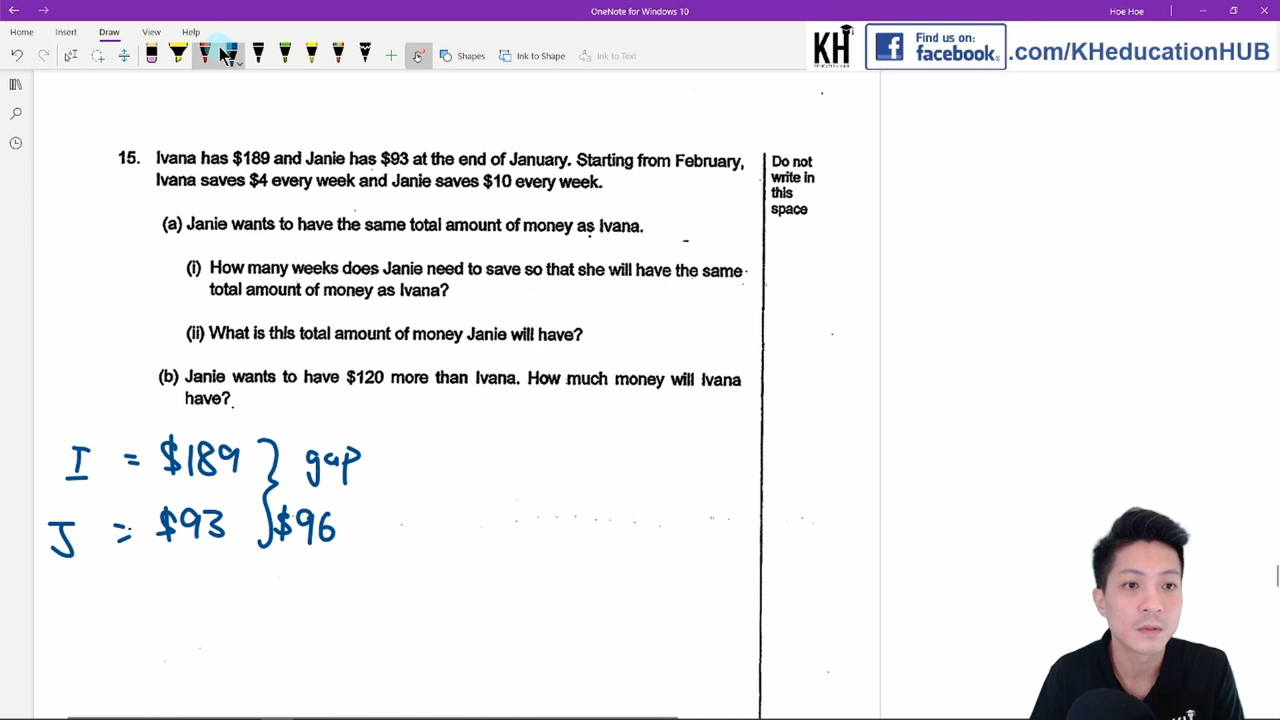 OneNote for Windows 10
Hoe Hoe
Home Insert Draw View Help
Shapes Ink to Shape Ink to Text
KH
Find us on:
facebook. .com/KHeducationHUB
15. Ivana has $189 and Janie has $93 at the end of January. Starting from February,
Ivana saves $4 every week and Janie saves $10 every week.
Do not
write in
this
space
(a) Janie wants to have the same total amount of money as Ivana.
(i) How many weeks does Janie need to save so that she will have the same
total amount of money as Ivana?
(ii) What is this total amount of money Janie will have?
(b) Janie wants to have $120 more than Ivana. How much money will Ivana
have?
I = $189 } gap
J = $93 $96
KH